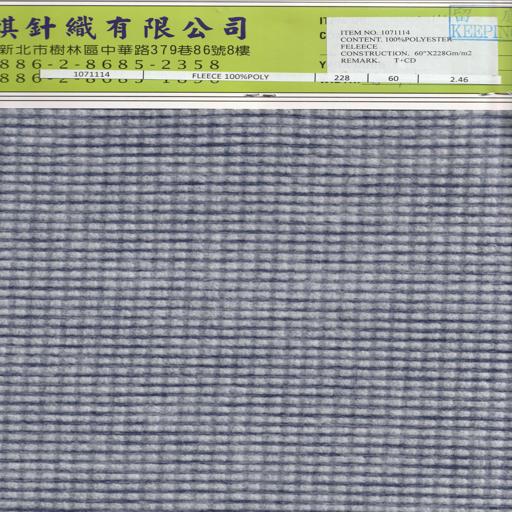 祺針織有限公司
新北市樹林區中華路379巷86號8樓
886-2-8685-2358
1071114 FLEECE 100%POLY 228 60 2.46
ITEM NO. 1071114
CONTENT. 100%POLYESTER
FELEECE
CONSTRUCTION. 60"X228Gm/m2
REMARK. T+CD
留
KEEPIN